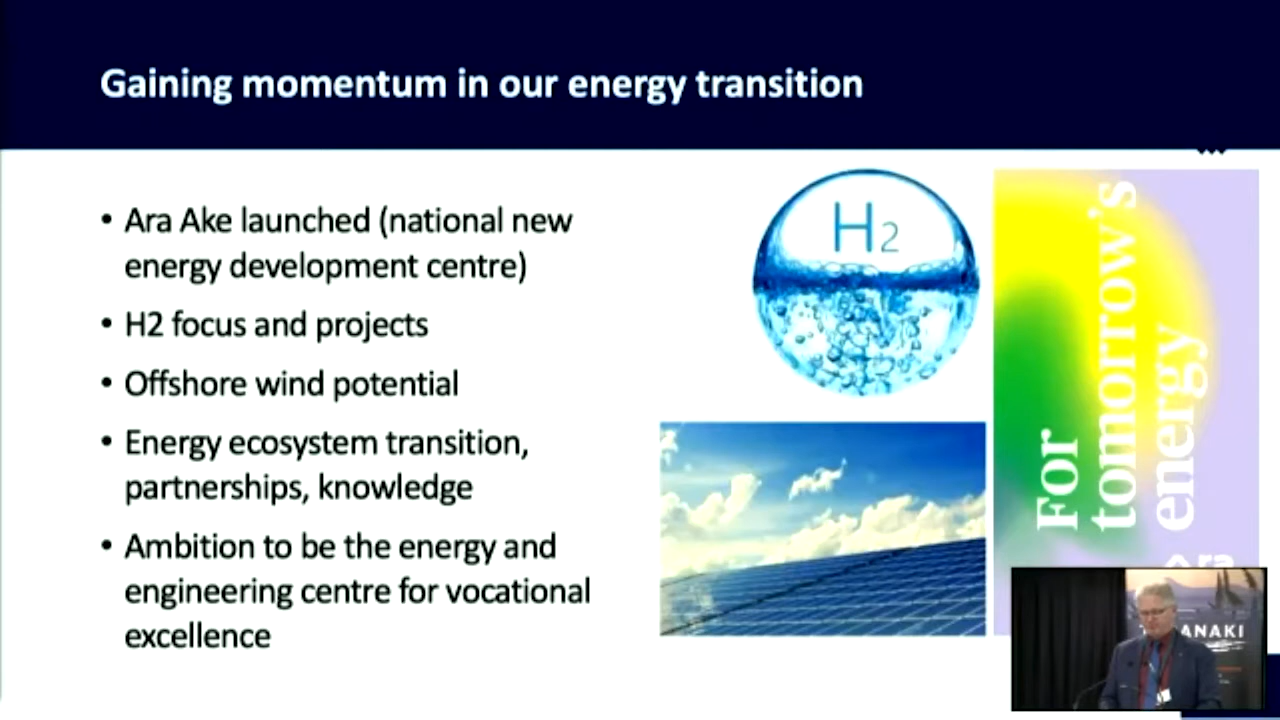 Gaining momentum in our energy transition
• Ara Ake launched (national new
energy development centre)
• H2 focus and projects
• Offshore wind potential
• Energy ecosystem transition,
partnerships, knowledge
• Ambition to be the energy and
engineering centre for vocational
excellence
H2
For
tomorrow's
energy